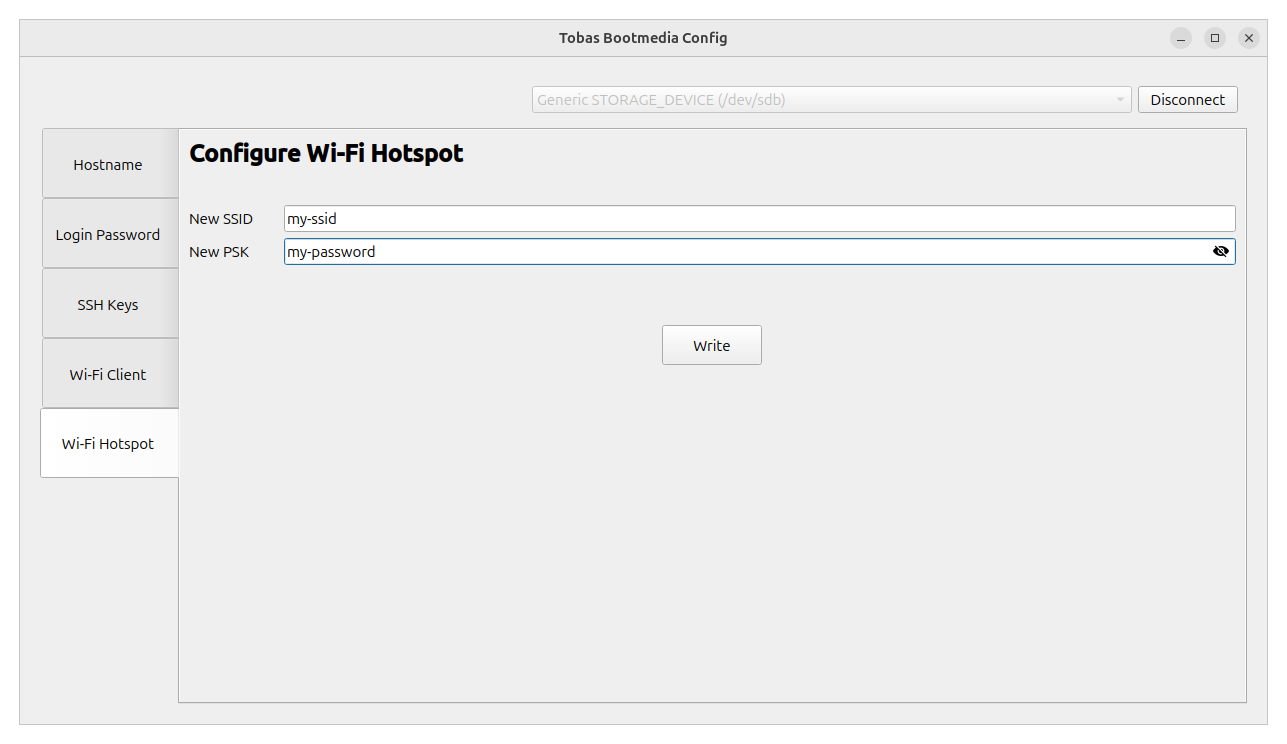 Tobas Bootmedia Config
Generic STORAGE_DEVICE (/dev/sdb)
Disconnect
Hostname
Login Password
SSH Keys
Wi-Fi Client
Wi-Fi Hotspot
Configure Wi-Fi Hotspot
New SSID
my-ssid
New PSK
my-password
Write